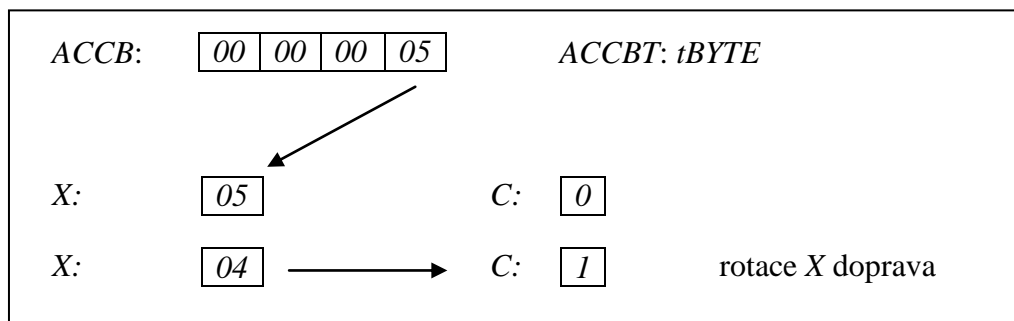 ACCB: 00 00 00 05 ACCBT: tBYTE
X: 05 C: 0
X: 04 C: 1 rotace X doprava